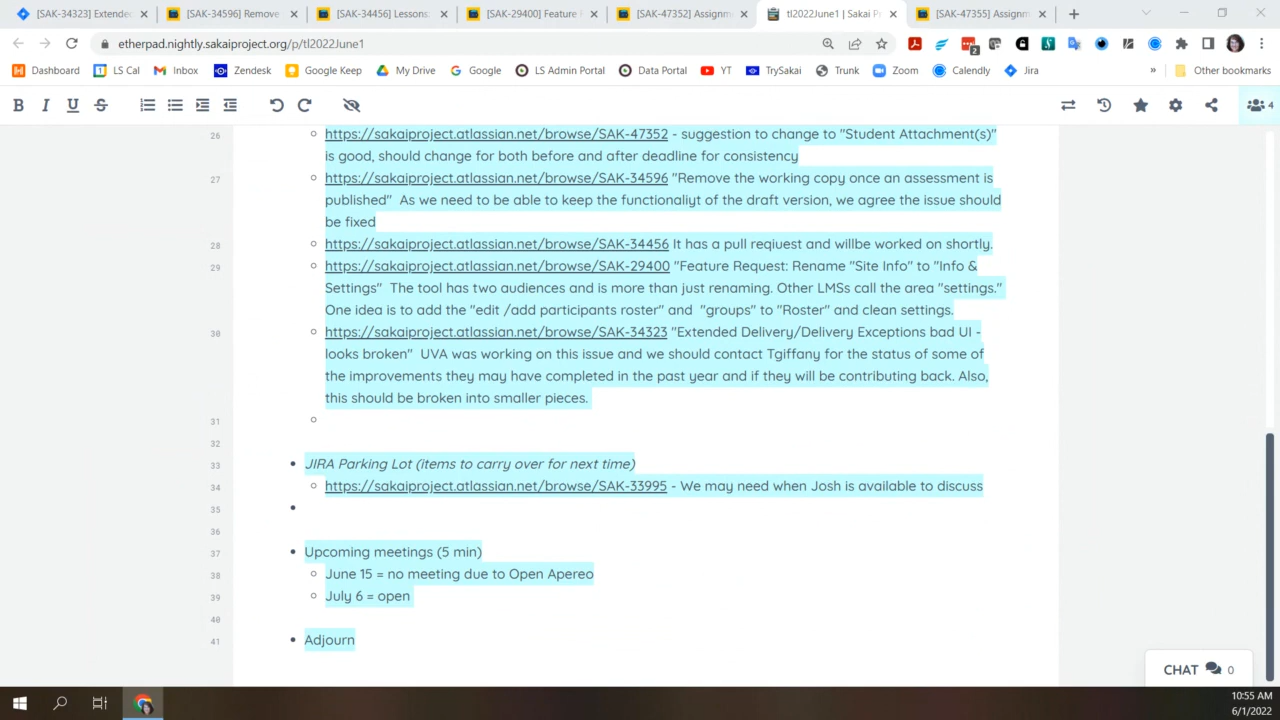 [SAK-34323] Extende
[SAK-34596] Remove
[SAK-34456] Lessons:
[SAK-29400] Feature R
[SAK-47352] Assignm
tl2022June1 | Sakai P
[SAK-47355] Assignm
etherpad.nightly.sakaiproject.org/p/tl2022June1
2
Dashboard
LS Cal
Inbox
Zendesk
Google Keep
My Drive
Google
LS Admin Portal
Data Portal
YT
TrySakai
Trunk
Zoom
Calendly
Jira
»
Other bookmarks
B I U S
4
26 https://sakaiproject.atlassian.net/browse/SAK-47352 - suggestion to change to "Student Attachment(s)"
is good, should change for both before and after deadline for consistency
27 https://sakaiproject.atlassian.net/browse/SAK-34596 "Remove the working copy once an assessment is
published" As we need to be able to keep the functionaliyt of the draft version, we agree the issue should
be fixed
28 https://sakaiproject.atlassian.net/browse/SAK-34456 It has a pull reqiuest and willbe worked on shortly.
29 https://sakaiproject.atlassian.net/browse/SAK-29400 "Feature Request: Rename "Site Info" to "Info &
Settings" The tool has two audiences and is more than just renaming. Other LMSs call the area "settings."
One idea is to add the "edit /add participants roster" and "groups" to "Roster" and clean settings.
30 https://sakaiproject.atlassian.net/browse/SAK-34323 "Extended Delivery/Delivery Exceptions bad UI -
looks broken" UVA was working on this issue and we should contact Tgiffany for the status of some of
the improvements they may have completed in the past year and if they will be contributing back. Also,
this should be broken into smaller pieces.
31
32
33 JIRA Parking Lot (items to carry over for next time)
34 https://sakaiproject.atlassian.net/browse/SAK-33995 - We may need when Josh is available to discuss
35
36
37 Upcoming meetings (5 min)
38 June 15 = no meeting due to Open Apereo
39 July 6 = open
40
41 Adjourn
CHAT 0
10:55 AM
6/1/2022